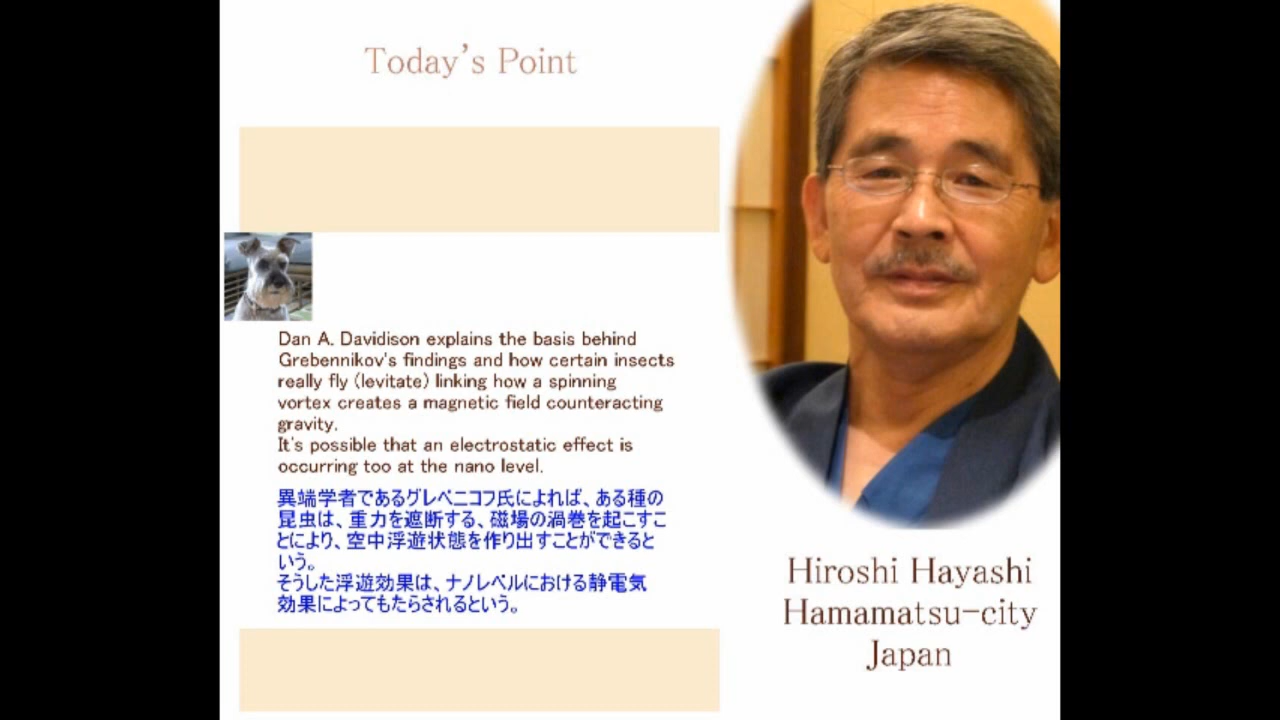 Today's Point
Dan A. Davidison explains the basis behind
Grebennikov's findings and how certain insects
really fly (levitate) linking how a spinning
vortex creates a magnetic field counteracting
gravity.
It's possible that an electrostatic effect is
occurring too at the nano level.
異端学者であるグレベニコフ氏によれば、ある種の
昆虫は、重力を遮断する、磁場の渦巻を起こすこ
とにより、空中浮遊状態を作り出すことができると
いう。
そうした浮遊効果は、ナノレベルにおける静電気
効果によってもたらされるという。
Hiroshi Hayashi
Hamamatsu-city
Japan